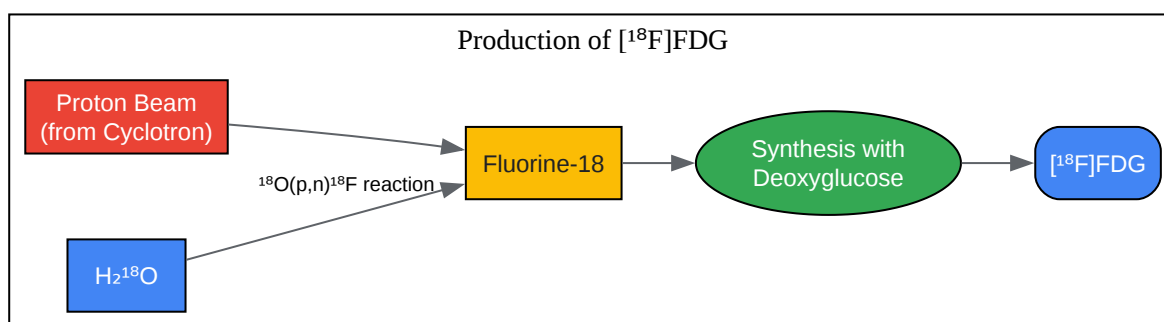 Production of [¹⁸F]FDG
Proton Beam
(from Cyclotron)
Fluorine-18
Synthesis with
Deoxyglucose
[¹⁸F]FDG
¹⁸O(p,n)¹⁸F reaction
H₂¹⁸O